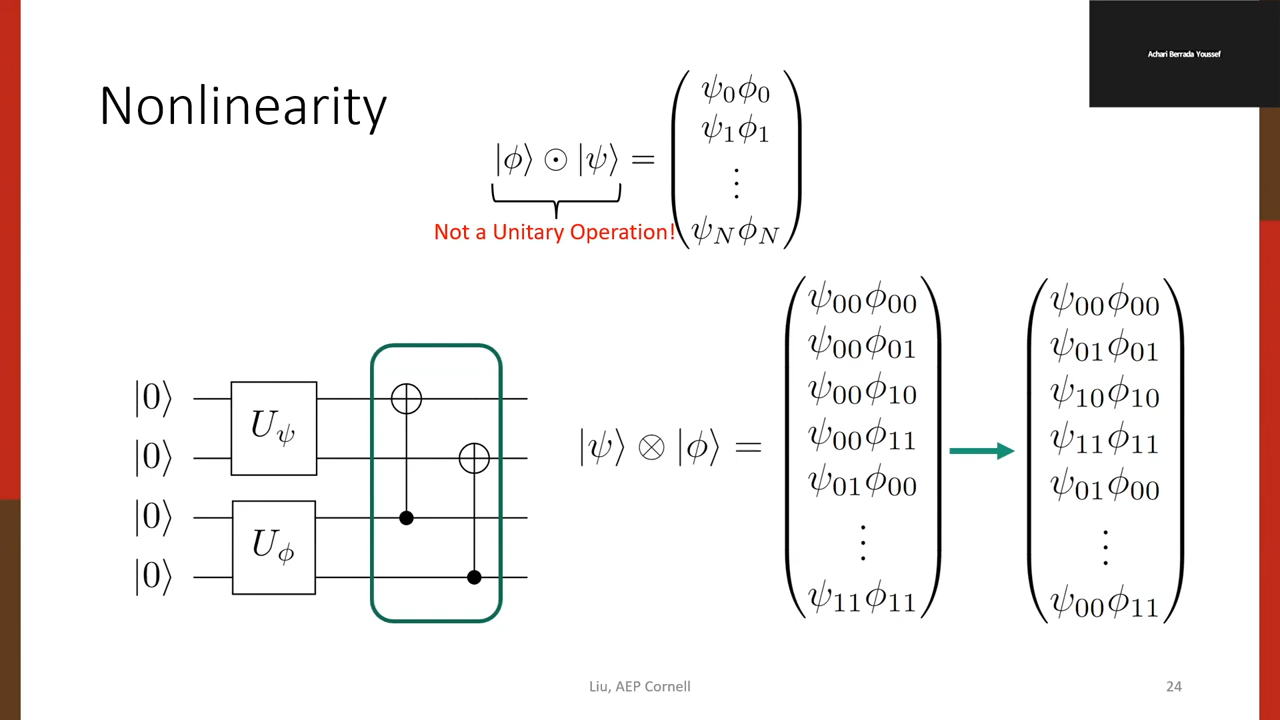 Achari Berrada Youssef
Nonlinearity
|ϕ⟩ ⊙ |ψ⟩ =
ψ₀ϕ₀
ψ₁ϕ₁
⋮
ψ_Nϕ_N
Not a Unitary Operation!
|0⟩
|0⟩
|0⟩
|0⟩
U_ψ
U_ϕ
|ψ⟩ ⊗ |ϕ⟩ =
ψ₀₀ϕ₀₀
ψ₀₀ϕ₀₁
ψ₀₀ϕ₁₀
ψ₀₀ϕ₁₁
ψ₀₁ϕ₀₀
⋮
ψ₁₁ϕ₁₁
ψ₀₀ϕ₀₀
ψ₀₁ϕ₀₁
ψ₁₀ϕ₁₀
ψ₁₁ϕ₁₁
ψ₀₁ϕ₀₀
⋮
ψ₀₀ϕ₁₁
Liu, AEP Cornell
24